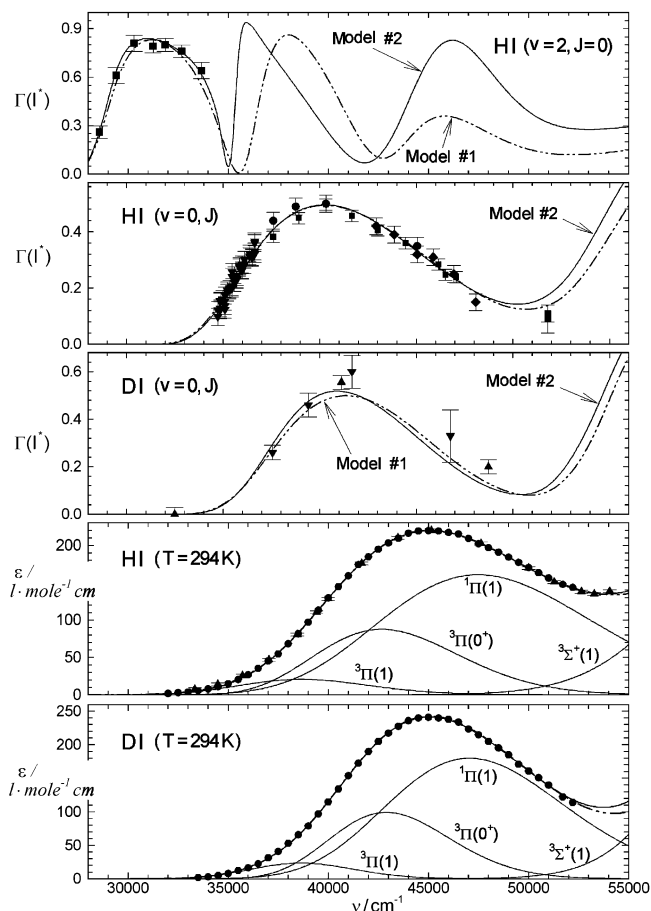 0.9
0.6
0.3
0.0
Γ(I*)
Model #2
HI (v=2, J=0)
Model #1
0.4
0.2
0.0
Γ(I*)
HI (v=0, J)
Model #2
0.6
0.4
0.2
0.0
Γ(I*)
DI (v=0, J)
Model #2
Model #1
200
150
100
50
0
ε /
l·mole⁻¹cm
HI (T=294K)
¹Π(1)
³Π(0⁺)
³Π(1)
³Σ⁺(1)
250
200
150
100
50
0
ε /
l·mole⁻¹cm
DI (T=294K)
¹Π(1)
³Π(0⁺)
³Π(1)
³Σ⁺(1)
30000 35000 40000 45000 50000 55000
ν/cm⁻¹